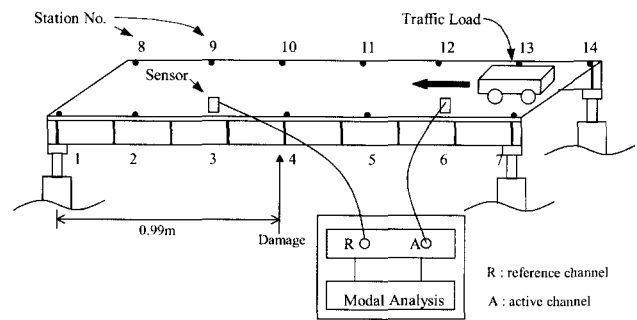 Station No.
Traffic Load
8 9 10 11 12 13 14
Sensor
1 2 3 4 5 6 7
0.99m
Damage
R A
Modal Analysis
R : reference channel
A : active channel